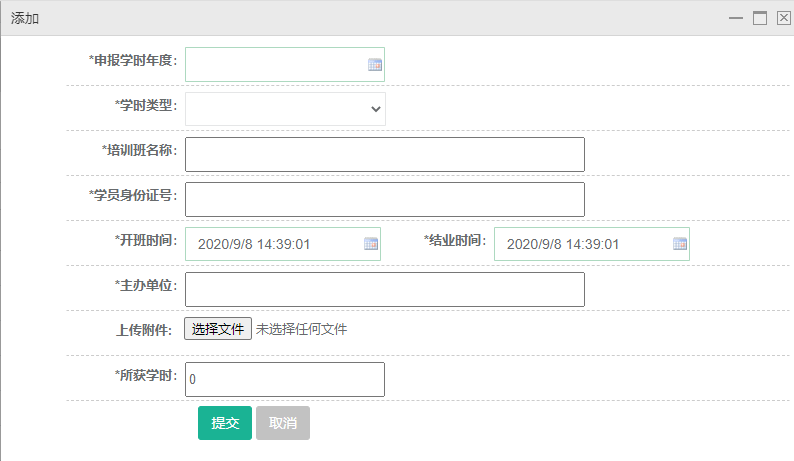 添加
*申报学时年度：
*学时类型：
*培训班名称：
*学员身份证号：
*开班时间： 2020/9/8 14:39:01 *结业时间： 2020/9/8 14:39:01
*主办单位：
上传附件： 选择文件 未选择任何文件
*所获学时： 0
提交 取消